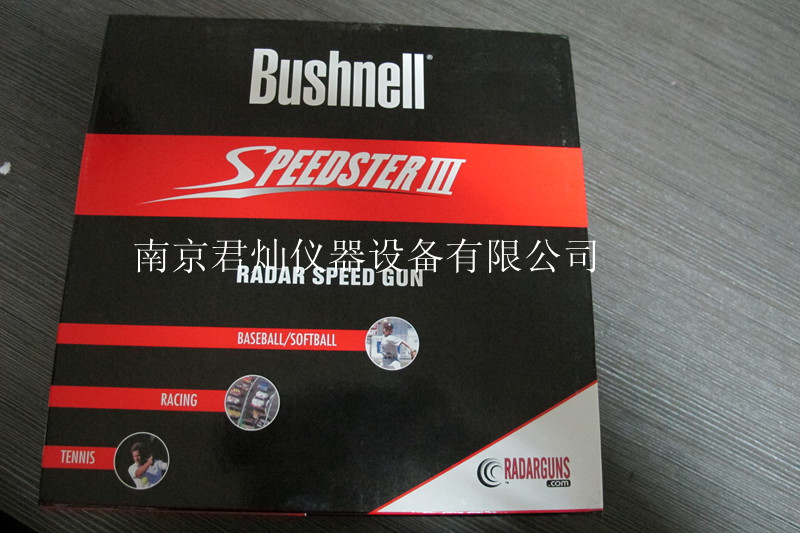 Bushnell®
SPEEDSTER III
南京君灿仪器设备有限公司
RADAR SPEED GUN
BASEBALL/SOFTBALL
RACING
TENNIS
RADARGUNS
.com